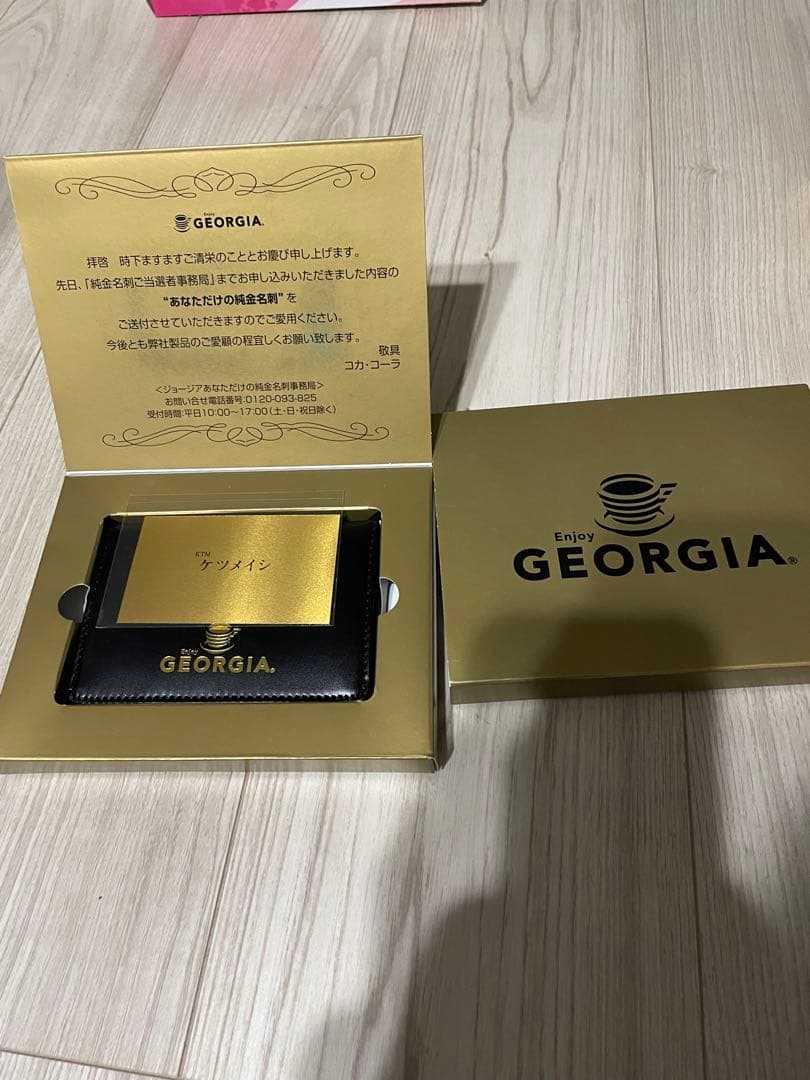 Enjoy
GEORGIA.
拝啓 時下ますますご清栄のこととお慶び申し上げます。
先日、「純金名刺ご当選者事務局」までお申し込みいただきました内容の
“あなただけの純金名刺”を
ご送付させていただきますのでご愛用ください。
今後とも弊社製品のご愛顧の程宜しくお願い致します。
敬具
コカ・コーラ
<ジョージアあなただけの純金名刺事務局>
お問い合せ電話番号:0120-093-825
受付時間:平日10:00〜17:00(土・日・祝日除く)
KTM
ケツメイシ
Enjoy
GEORGIA.
Enjoy
GEORGIA®